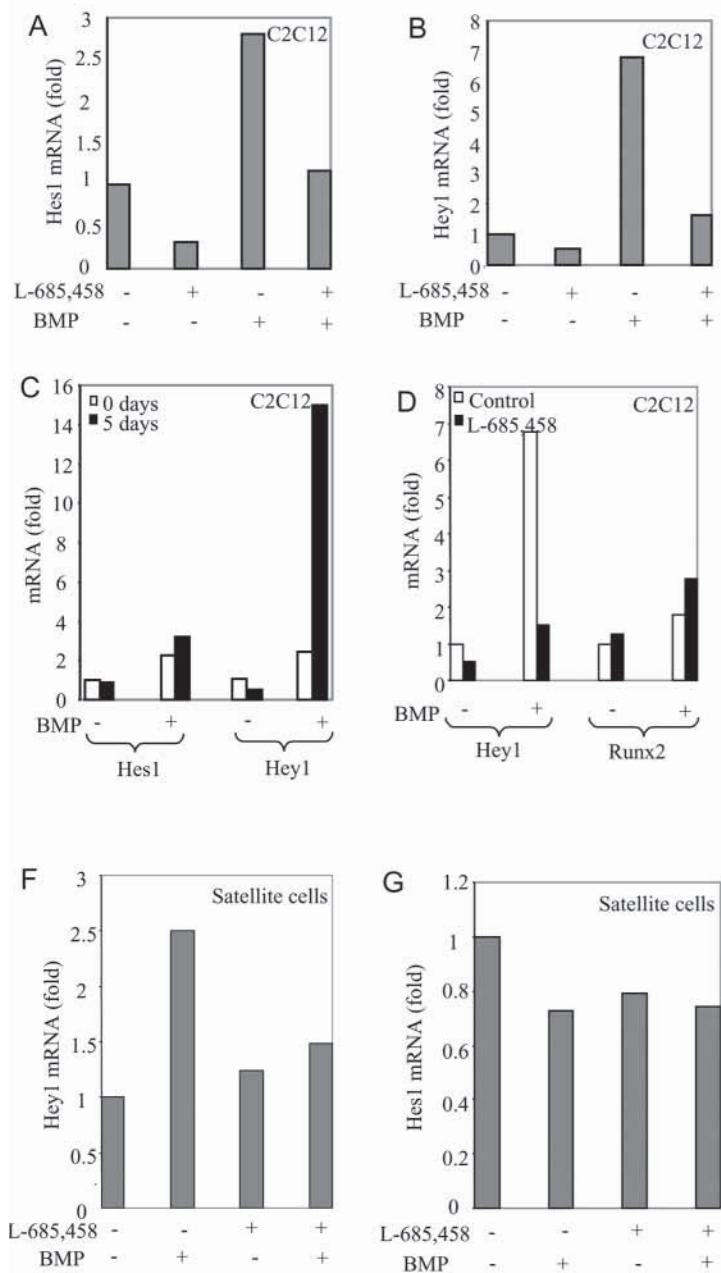 A
C2C12
Hes1 mRNA (fold)
3
2.5
2
1.5
1
0.5
0
L-685,458 - + - +
BMP - - + +
B
C2C12
Hey1 mRNA (fold)
8
7
6
5
4
3
2
1
0
L-685,458 - + - +
BMP - - + +
C
C2C12
0 days
5 days
mRNA (fold)
16
14
12
10
8
6
4
2
0
BMP - + - +
Hes1 Hey1
D
C2C12
Control
L-685,458
mRNA (fold)
8
7
6
5
4
3
2
1
0
- + - +
Hey1 Runx2
F
Satellite cells
Hey1 mRNA (fold)
3
2.5
2
1.5
1
0.5
0
L-685,458 - - + +
BMP - + - +
G
Satellite cells
Hes1 mRNA (fold)
1.2
1
0.8
0.6
0.4
0.2
0
L-685,458 - - + +
BMP - + - +